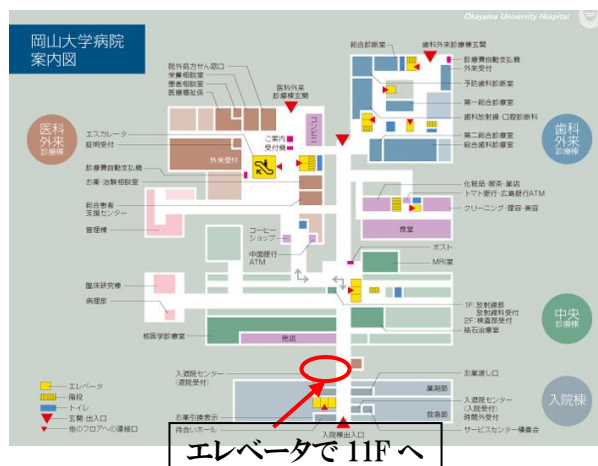 Okayama University Hospital
岡山大学病院
案内図
総合診断室
歯科外来診療棟玄関
診療費自動支払機
外来受付
予防歯科診断室
第一総合診療室
歯科放射線・口腔診断科
第二総合診療室
総合歯科診療室
歯科
外来
診療棟
院外処方せん窓口
栄養相談室
患者相談室
医療福祉係
医科外来
診療棟玄関
コンビニ
医科
外来
診療棟
エスカレータ
証明受付
外来受付
ご案内
受付機
診療費自動支払機
お薬・治験相談室
総合患者
支援センター
管理棟
コーヒー
ショップ
中国銀行
ATM
化粧品・喫茶・薬店
トマト銀行・広島銀行ATM
クリーニング・理容・美容
食堂
ポスト
MRI室
臨床研究棟
病理部
核医学診療室
売店
1F:放射線部
放射線科受付
2F:検査部受付
結石治療室
中央
診療棟
入退院センター
(退院受付)
お薬渡し口
薬剤部
入退院センター
(入院受付)
時間外受付
救急部
サービスセンター積善会
入院棟
お薬引換表示
待合いホール
入院棟出入口
エレベータ
階段
トイレ
玄関・出入口
他のフロアへの連絡口
エレベータで 11F へ